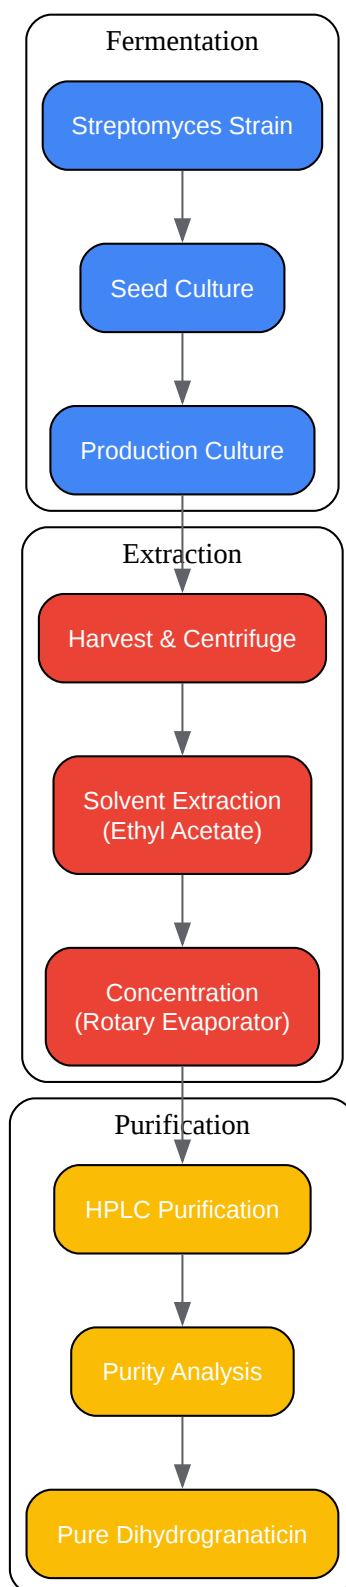 Fermentation
Streptomyces Strain
Seed Culture
Production Culture
Extraction
Harvest & Centrifuge
Solvent Extraction
(Ethyl Acetate)
Concentration
(Rotary Evaporator)
Purification
HPLC Purification
Purity Analysis
Pure Dihydrogranaticin